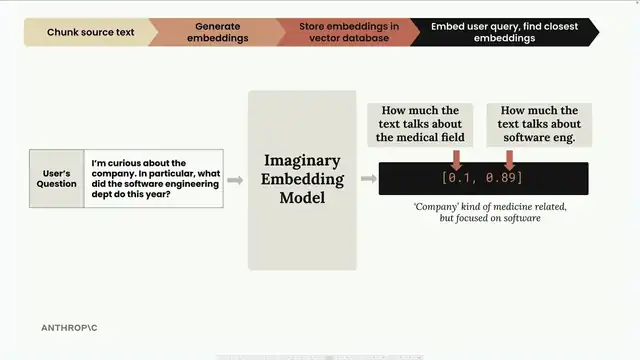 Chunk source text
Generate
embeddings
Store embeddings in
vector database
Embed user query, find closest
embeddings
User's
Question
I'm curious about the
company. In particular, what
did the software engineering
dept do this year?
Imaginary
Embedding
Model
How much the
text talks about
the medical field
How much the
text talks about
software eng.
[0.1, 0.89]
'Company' kind of medicine related,
but focused on software
ANTHROP\C